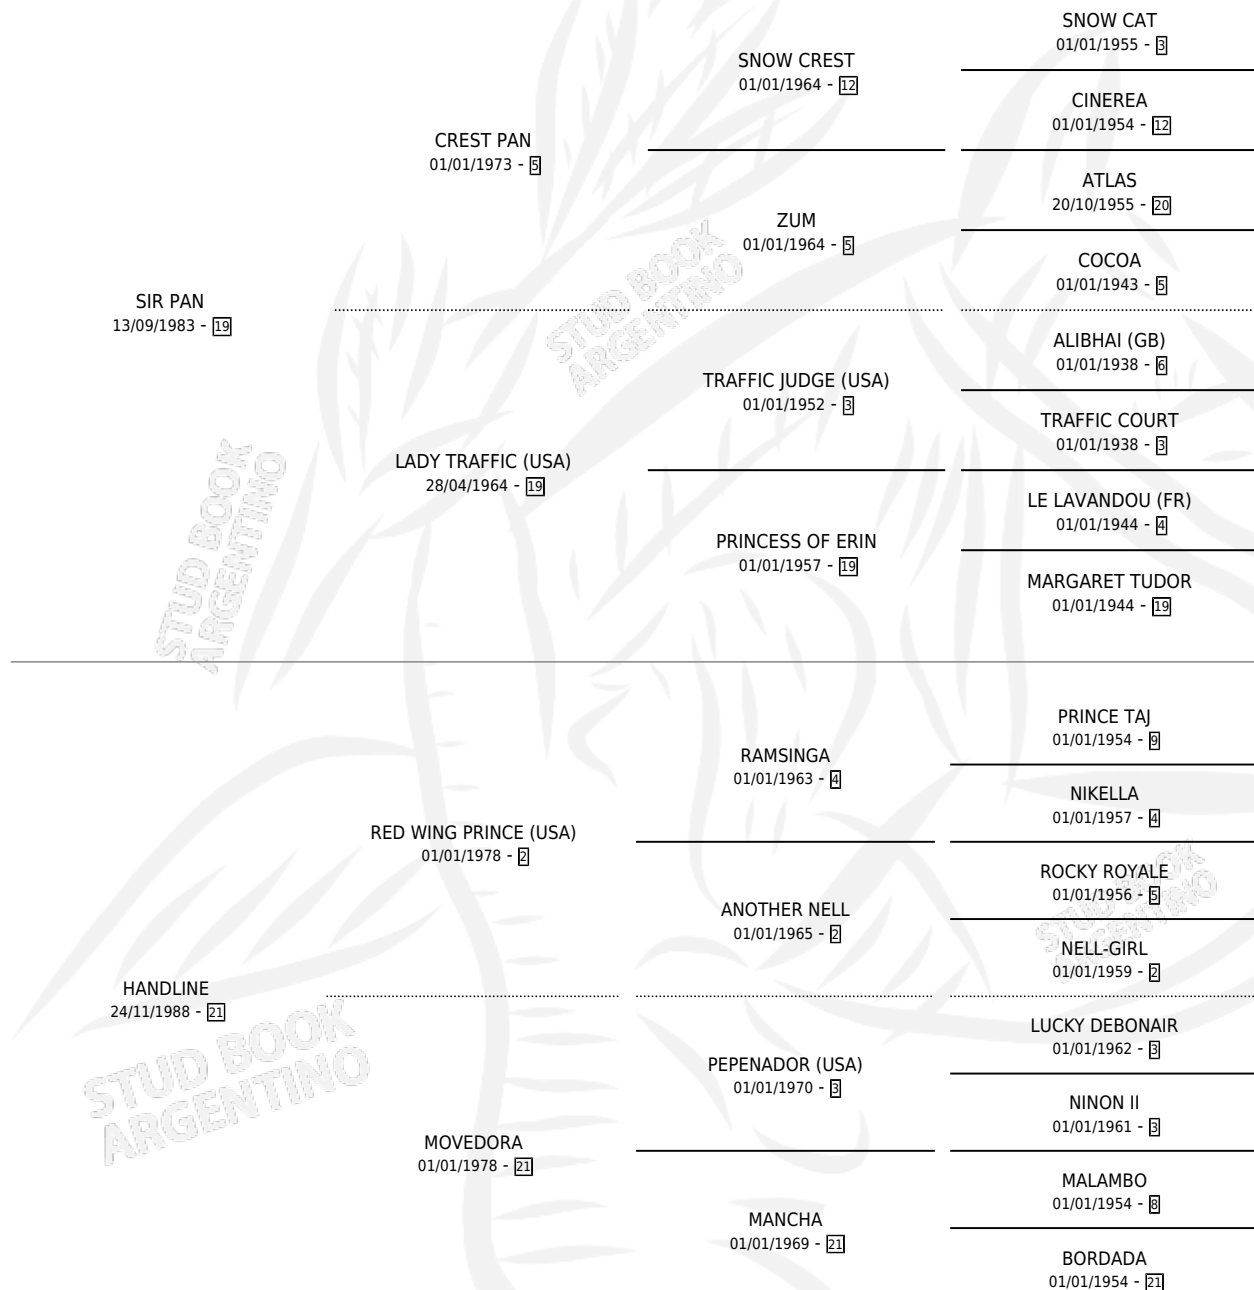 SNOW CAT
01/01/1955 - 3
SNOW CREST
01/01/1964 - 12
CINEREA
01/01/1954 - 12
CREST PAN
01/01/1973 - 5
ATLAS
20/10/1955 - 20
ZUM
01/01/1964 - 5
COCOA
01/01/1943 - 5
SIR PAN
13/09/1983 - 19
ALIBHAI (GB)
01/01/1938 - 6
TRAFFIC JUDGE (USA)
01/01/1952 - 3
TRAFFIC COURT
01/01/1938 - 3
LADY TRAFFIC (USA)
28/04/1964 - 19
LE LAVANDOU (FR)
01/01/1944 - 4
PRINCESS OF ERIN
01/01/1957 - 19
MARGARET TUDOR
01/01/1944 - 19
PRINCE TAJ
01/01/1954 - 9
RAMSINGA
01/01/1963 - 4
NIKELLA
01/01/1957 - 4
RED WING PRINCE (USA)
01/01/1978 - 2
ROCKY ROYALE
01/01/1956 - 5
ANOTHER NELL
01/01/1965 - 2
NELL-GIRL
01/01/1959 - 2
HANDLINE
24/11/1988 - 21
LUCKY DEBONAIR
01/01/1962 - 3
PEPENADOR (USA)
01/01/1970 - 3
NINON II
01/01/1961 - 3
MOVEDORA
01/01/1978 - 21
MALAMBO
01/01/1954 - 8
MANCHA
01/01/1969 - 21
BORDADA
01/01/1954 - 21
STUD BOOK
ARGENTINO
STUD BOOK
ARGENTINO
STUD BOOK
ARGENTINO
STUD BOOK
ARGENTINO